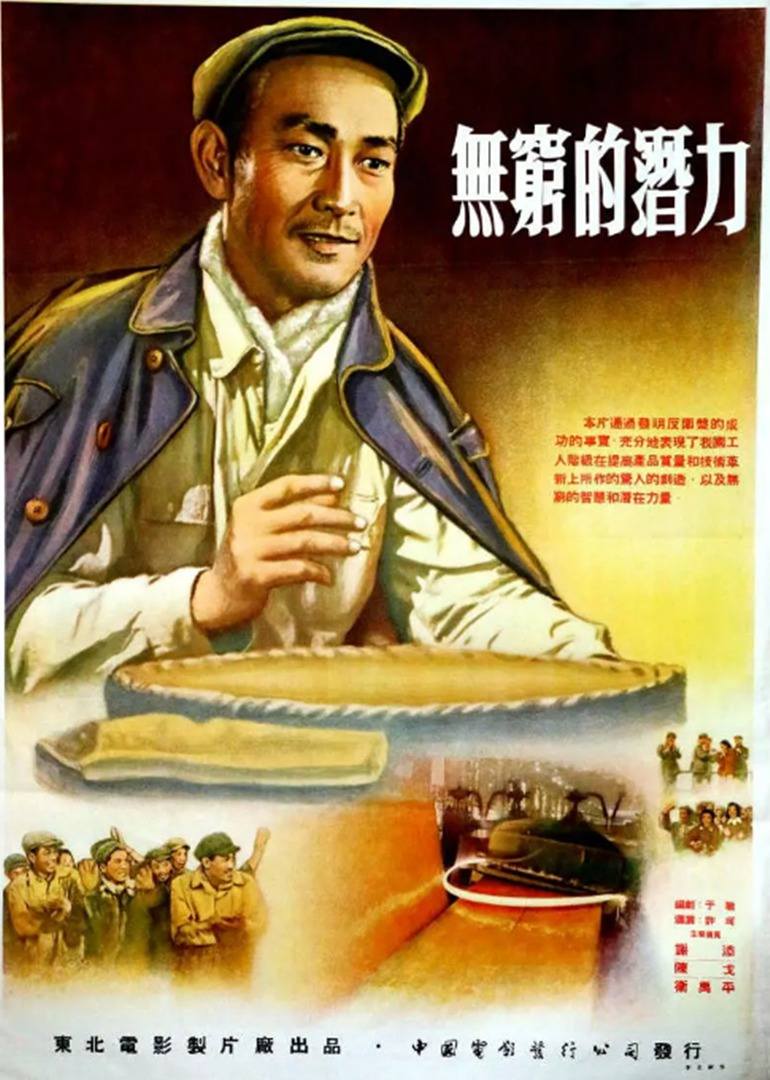 無窮的潛力
本片通過發明反圍盤的成
功的事實，充分地表現了我國工
人階級在提高產品質量和技術革
新上所作的驚人的創造，以及無
窮的智慧和潛在力量。
編劇：于敏
導演：許珂
主要演員
謝添
陳戈
衛禹平
東北電影製片廠出品 · 中國電影發行公司發行